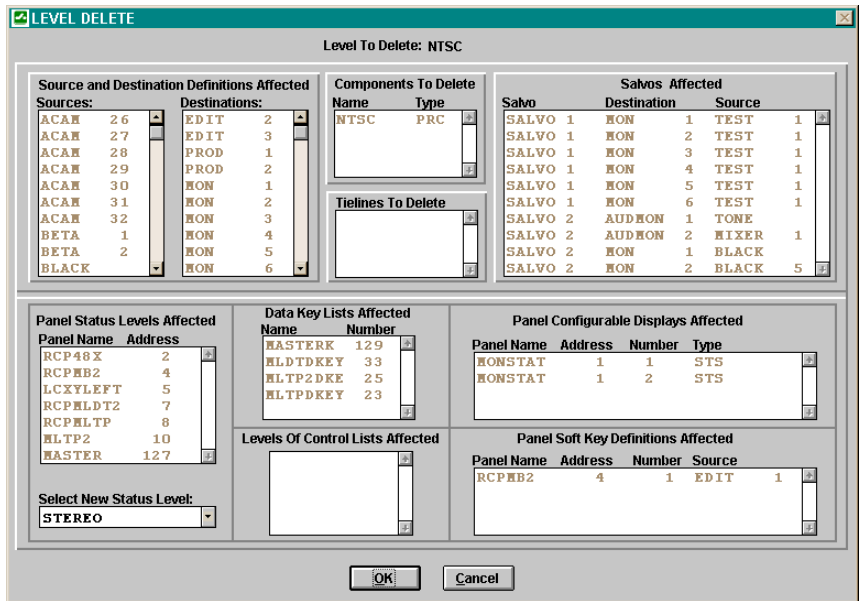 LEVEL DELETE
Level To Delete: NTSC
Source and Destination Definitions Affected
Sources: Destinations:
ACAM 26 EDIT 2
ACAM 27 EDIT 3
ACAM 28 PROD 1
ACAM 29 PROD 2
ACAM 30 MON 1
ACAM 31 MON 2
ACAM 32 MON 3
BETA 1 MON 4
BETA 2 MON 5
BLACK MON 6
Components To Delete
Name Type
NTSC PRC
Tielines To Delete
Salvos Affected
Salvo Destination Source
SALVO 1 MON 1 TEST 1
SALVO 1 MON 2 TEST 1
SALVO 1 MON 3 TEST 1
SALVO 1 MON 4 TEST 1
SALVO 1 MON 5 TEST 1
SALVO 1 MON 6 TEST 1
SALVO 2 AUDMON 1 TONE
SALVO 2 AUDMON 2 MIXER 1
SALVO 2 MON 1 BLACK
SALVO 2 MON 2 BLACK 5
Panel Status Levels Affected
Panel Name Address
RCP48X 2
RCPMB2 4
LCXYLEFT 5
RCPMLDT2 7
RCPMLTP 8
MLTP2 10
MASTER 127
Select New Status Level:
STEREO
Data Key Lists Affected
Name Number
MASTERK 129
MLDTDKEY 33
MLTP2DKE 25
MLTPDKEY 23
Levels Of Control Lists Affected
Panel Configurable Displays Affected
Panel Name Address Number Type
MONSTAT 1 1 STS
MONSTAT 1 2 STS
Panel Soft Key Definitions Affected
Panel Name Address Number Source
RCPMB2 4 1 EDIT 1
OK Cancel